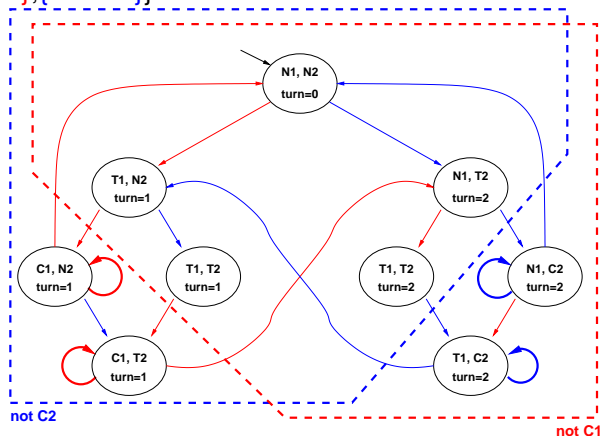 },{ }}
N1, N2
turn=0
T1, N2
turn=1
N1, T2
turn=2
C1, N2
turn=1
T1, T2
turn=1
T1, T2
turn=2
N1, C2
turn=2
C1, T2
turn=1
T1, C2
turn=2
not C2
not C1